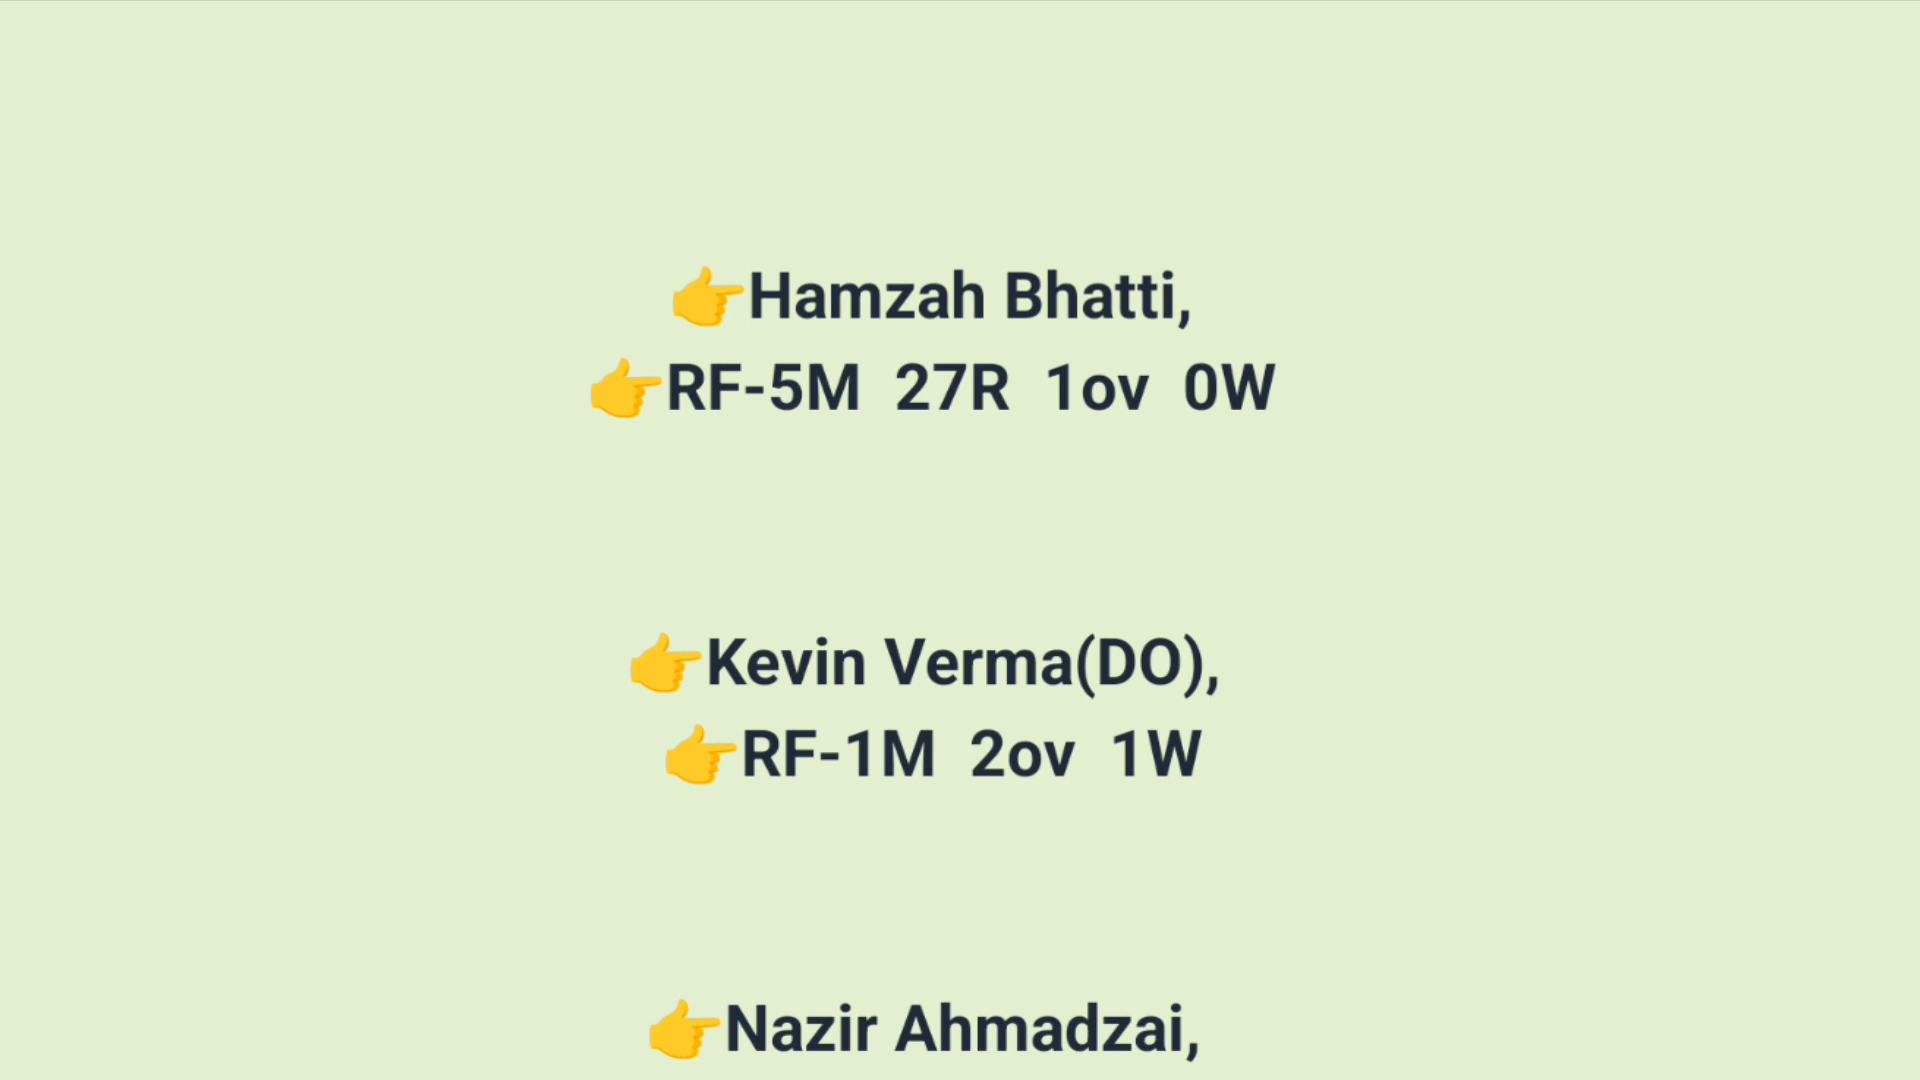 👉Hamzah Bhatti,
👉RF-5M 27R 1ov 0W
👉Kevin Verma(DO),
👉RF-1M 2ov 1W
👉Nazir Ahmadzai,